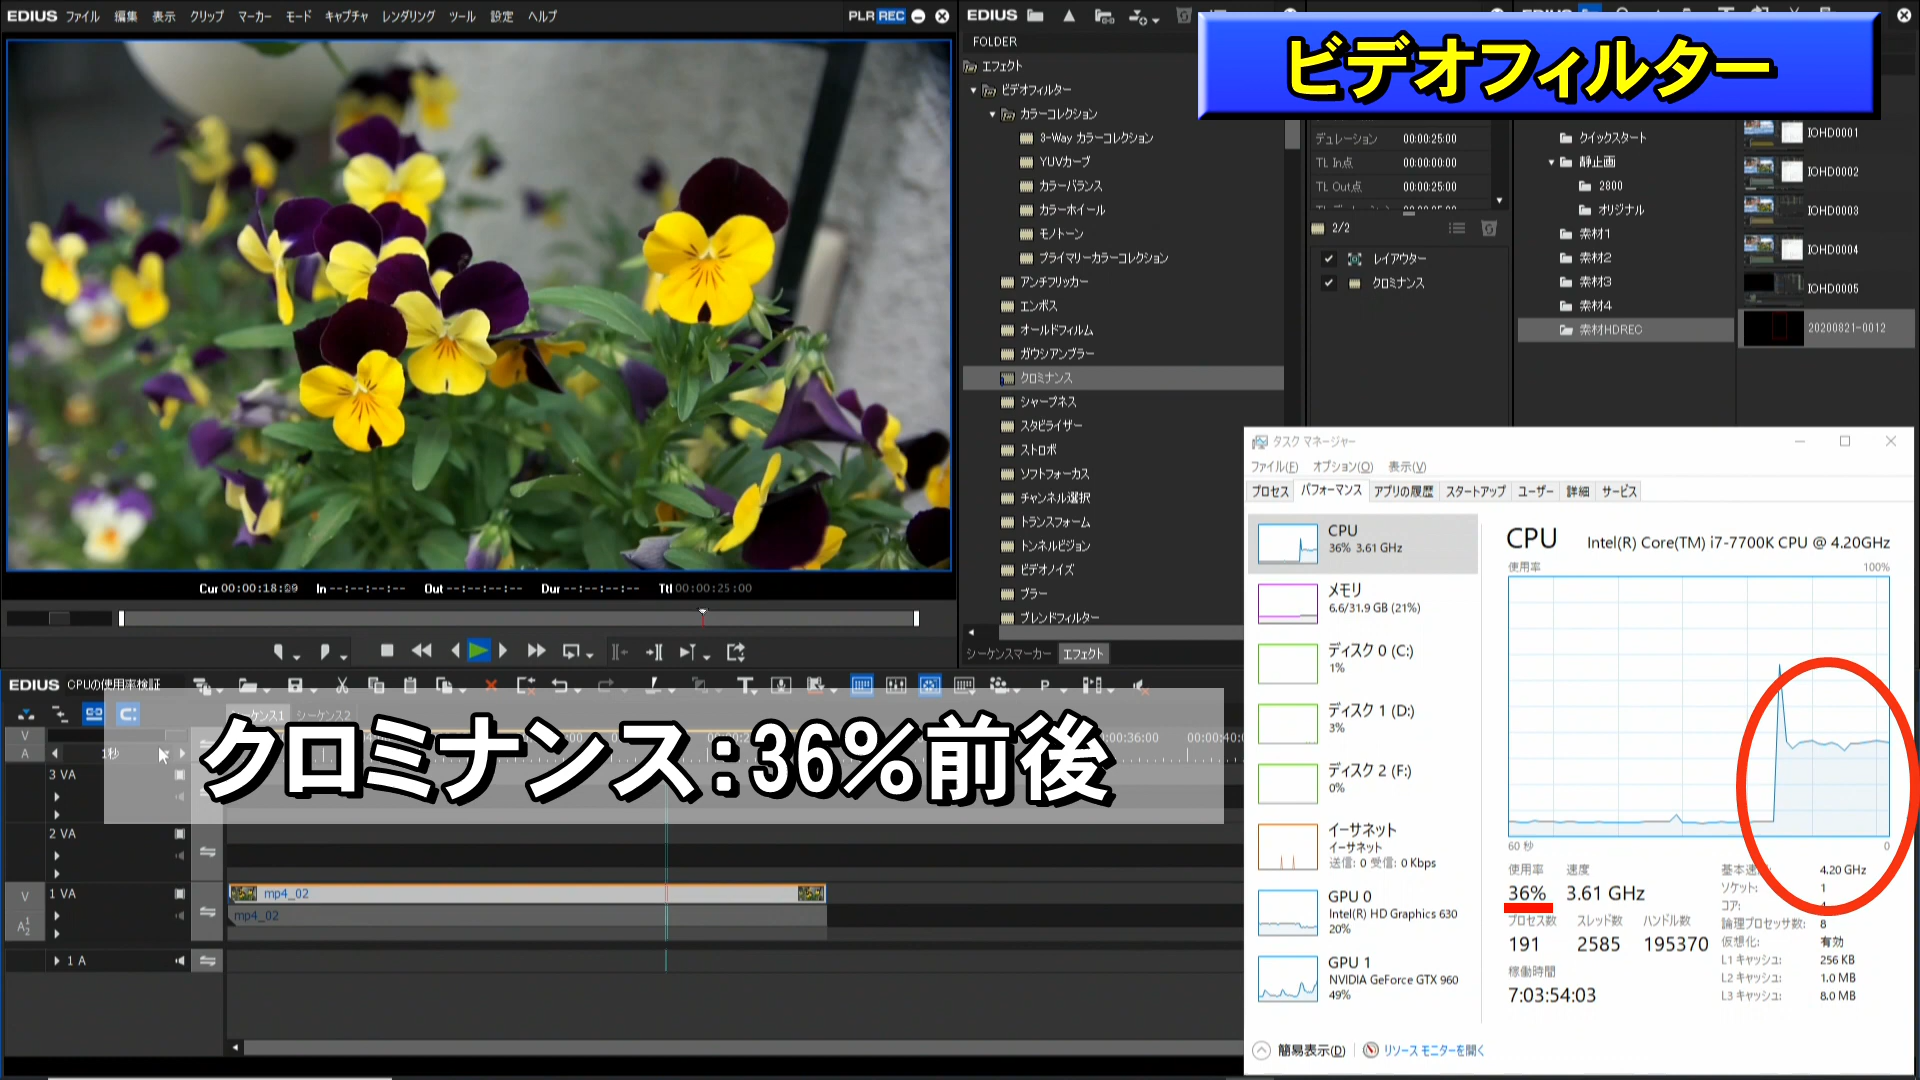 EDIUS ファイル 編集 表示 クリップ マーカー モード キャプチャ レンダリング ツール 設定 ヘルプ
PLR REC
EDIUS
ビデオフィルター
FOLDER
エフェクト
ビデオフィルター
カラーコレクション
3-Way カラーコレクション
YUVカーブ
カラーバランス
カラーホイール
モノトーン
プライマリーカラーコレクション
アンチフリッカー
エンボス
オールドフィルム
ガウシアンブラー
クロミナンス
シャープネス
スタビライザー
ストロボ
ソフトフォーカス
チャンネル選択
トランスフォーム
トンネルビジョン
ビデオノイズ
ブラー
ブレンドフィルター
シーケンスマーカー エフェクト
デュレーション 00:00:25:00
TL In点 00:00:00:00
TL Out点 00:00:25:00
2/2
レイアウター
クロミナンス
クイックスタート
静止画
2800
オリジナル
素材1
素材2
素材3
素材4
素材HDREC
IOHD0001
IOHD0002
IOHD0003
IOHD0004
IOHD0005
20200821-0012
Cur 00:00:18:09 In --:--:--:-- Out --:--:--:-- Dur --:--:--:-- Ttl 00:00:25:00
EDIUS CPUの使用率検証
シーケンス2
クロミナンス:36%前後
V
A
1秒
00:00:36:00
3 VA
2 VA
1 VA
V
A
mp4_02
mp4_02
1 A
タスク マネージャー
ファイル(F) オプション(O) 表示(V)
プロセス パフォーマンス アプリの履歴 スタートアップ ユーザー 詳細 サービス
CPU
36% 3.61 GHz
メモリ
6.6/31.9 GB (21%)
ディスク 0 (C:)
1%
ディスク 1 (D:)
3%
ディスク 2 (F:)
0%
イーサネット
イーサネット
送信: 0 受信: 0 Kbps
GPU 0
Intel(R) HD Graphics 630
20%
GPU 1
NVIDIA GeForce GTX 960
49%
CPU Intel(R) Core(TM) i7-7700K CPU @ 4.20GHz
使用率 100%
60 秒 0
使用率 速度
36% 3.61 GHz
プロセス数 スレッド数 ハンドル数
191 2585 195370
稼働時間
7:03:54:03
4.20 GHz
ソケット: 1
コア:
論理プロセッサ数: 8
仮想化: 有効
L1 キャッシュ: 256 KB
L2 キャッシュ: 1.0 MB
L3 キャッシュ: 8.0 MB
簡易表示(D) リソース モニターを開く